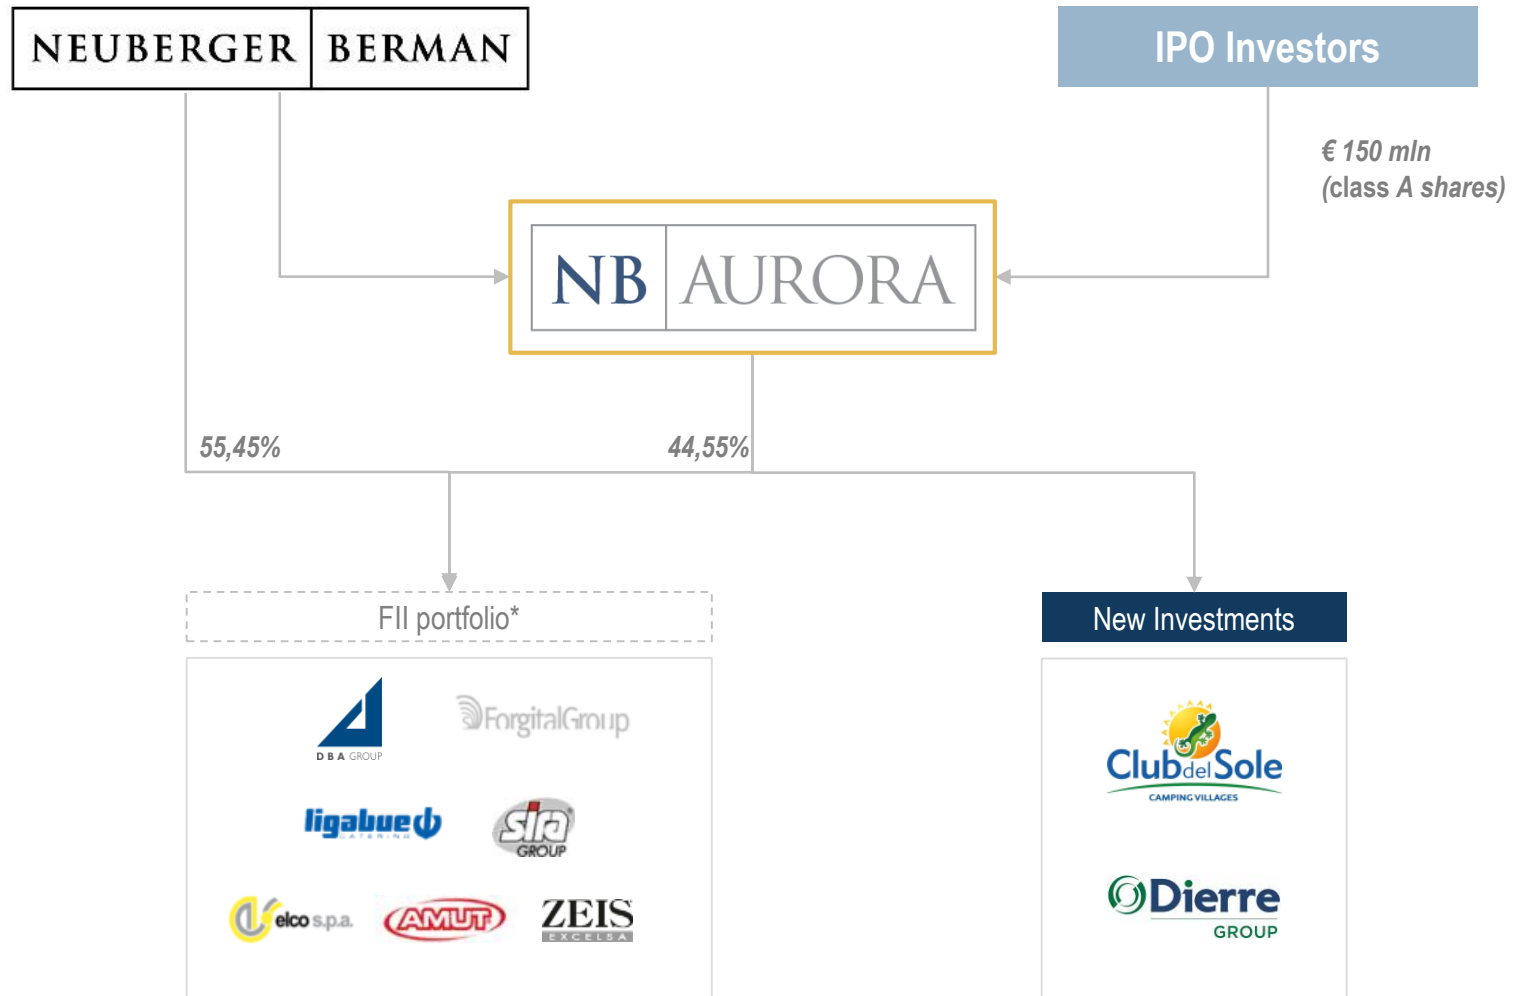 NEUBERGER BERMAN
IPO Investors
€ 150 mln
(class A shares)
NB AURORA
55,45%
44,55%
FII portfolio*
New Investments
DBA GROUP
ForgitalGroup
ligabue
CATERING
sira
GROUP
elco s.p.a.
AMUT
ZEIS
EXCELSA
Club del Sole
CAMPING VILLAGES
Dierre
GROUP